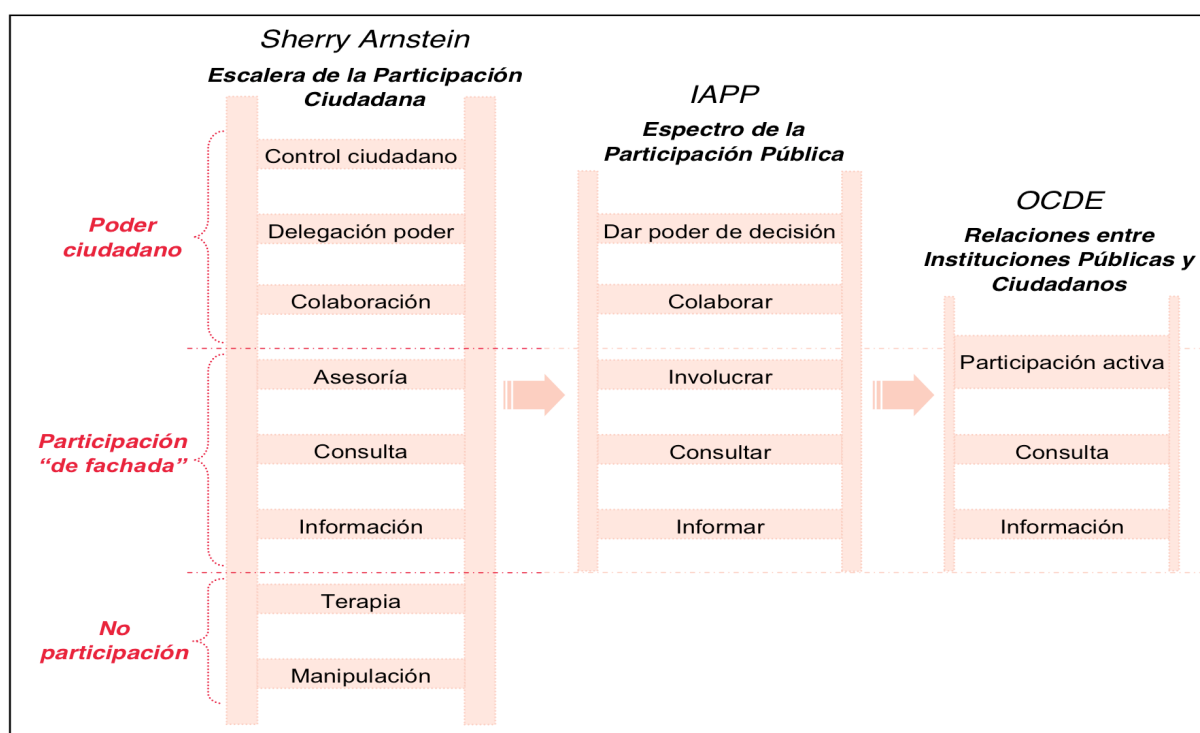 Sherry Arnstein
Escalera de la Participación
Ciudadana
Control ciudadano
Delegación poder
Colaboración
Asesoría
Consulta
Información
Terapia
Manipulación
Poder
ciudadano
Participación
“de fachada”
No
participación
IAPP
Espectro de la
Participación Pública
Dar poder de decisión
Colaborar
Involucrar
Consultar
Informar
OCDE
Relaciones entre
Instituciones Públicas y
Ciudadanos
Participación activa
Consulta
Información